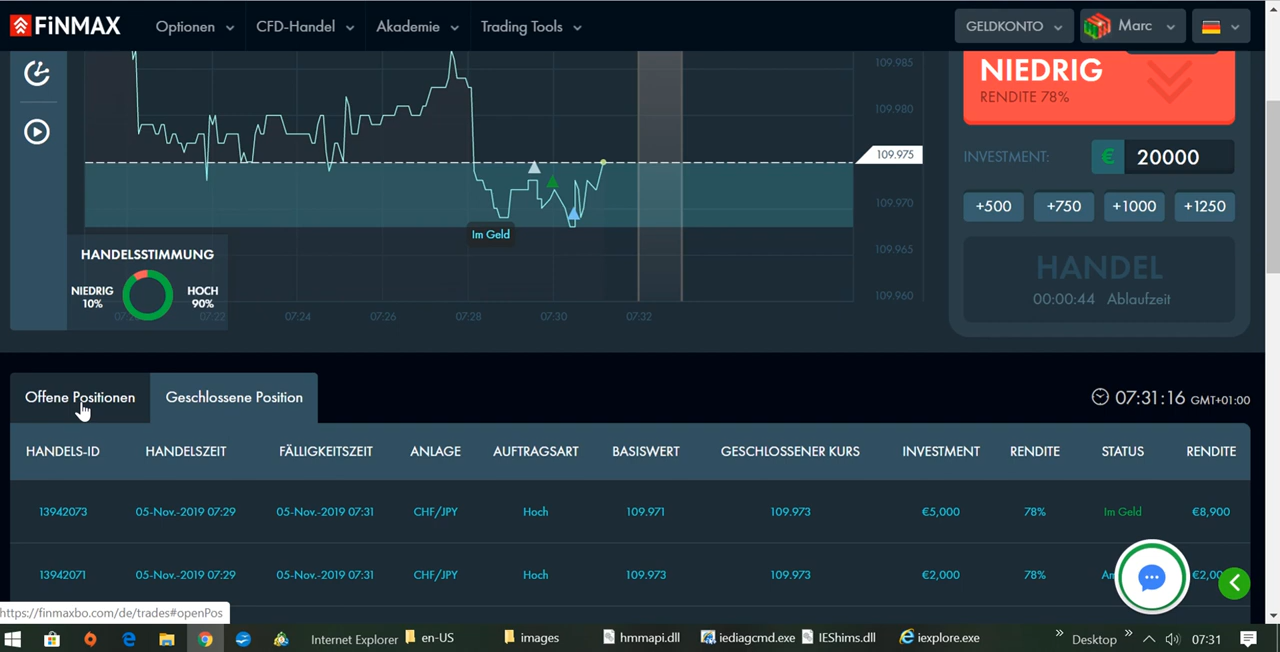 FiNMAX Optionen CFD-Handel Akademie Trading Tools GELDKONTO Marc
109.985
109.980
109.975
109.970
109.965
109.960
Im Geld
HANDELSSTIMMUNG
NIEDRIG 10%
HOCH 90%
07:22 07:24 07:26 07:28 07:30 07:32
NIEDRIG
RENDITE 78%
INVESTMENT: € 20000
+500 +750 +1000 +1250
HANDEL
00:00:44 Ablaufzeit
Offene Positionen Geschlossene Position 07:31:16 GMT+01:00
HANDELS-ID HANDELSZEIT FÄLLIGKEITSZEIT ANLAGE AUFTRAGSART BASISWERT GESCHLOSSENER KURS INVESTMENT RENDITE STATUS RENDITE
13942073 05-Nov.-2019 07:29 05-Nov.-2019 07:31 CHF/JPY Hoch 109.971 109.973 €5,000 78% Im Geld €8,900
13942071 05-Nov.-2019 07:29 05-Nov.-2019 07:31 CHF/JPY Hoch 109.973 109.973 €2,000 78%
https://finmaxbo.com/de/trades#openPos
Internet Explorer en-US images hmmapi.dll iediagcmd.exe IEShims.dll iexplore.exe » Desktop » 07:31